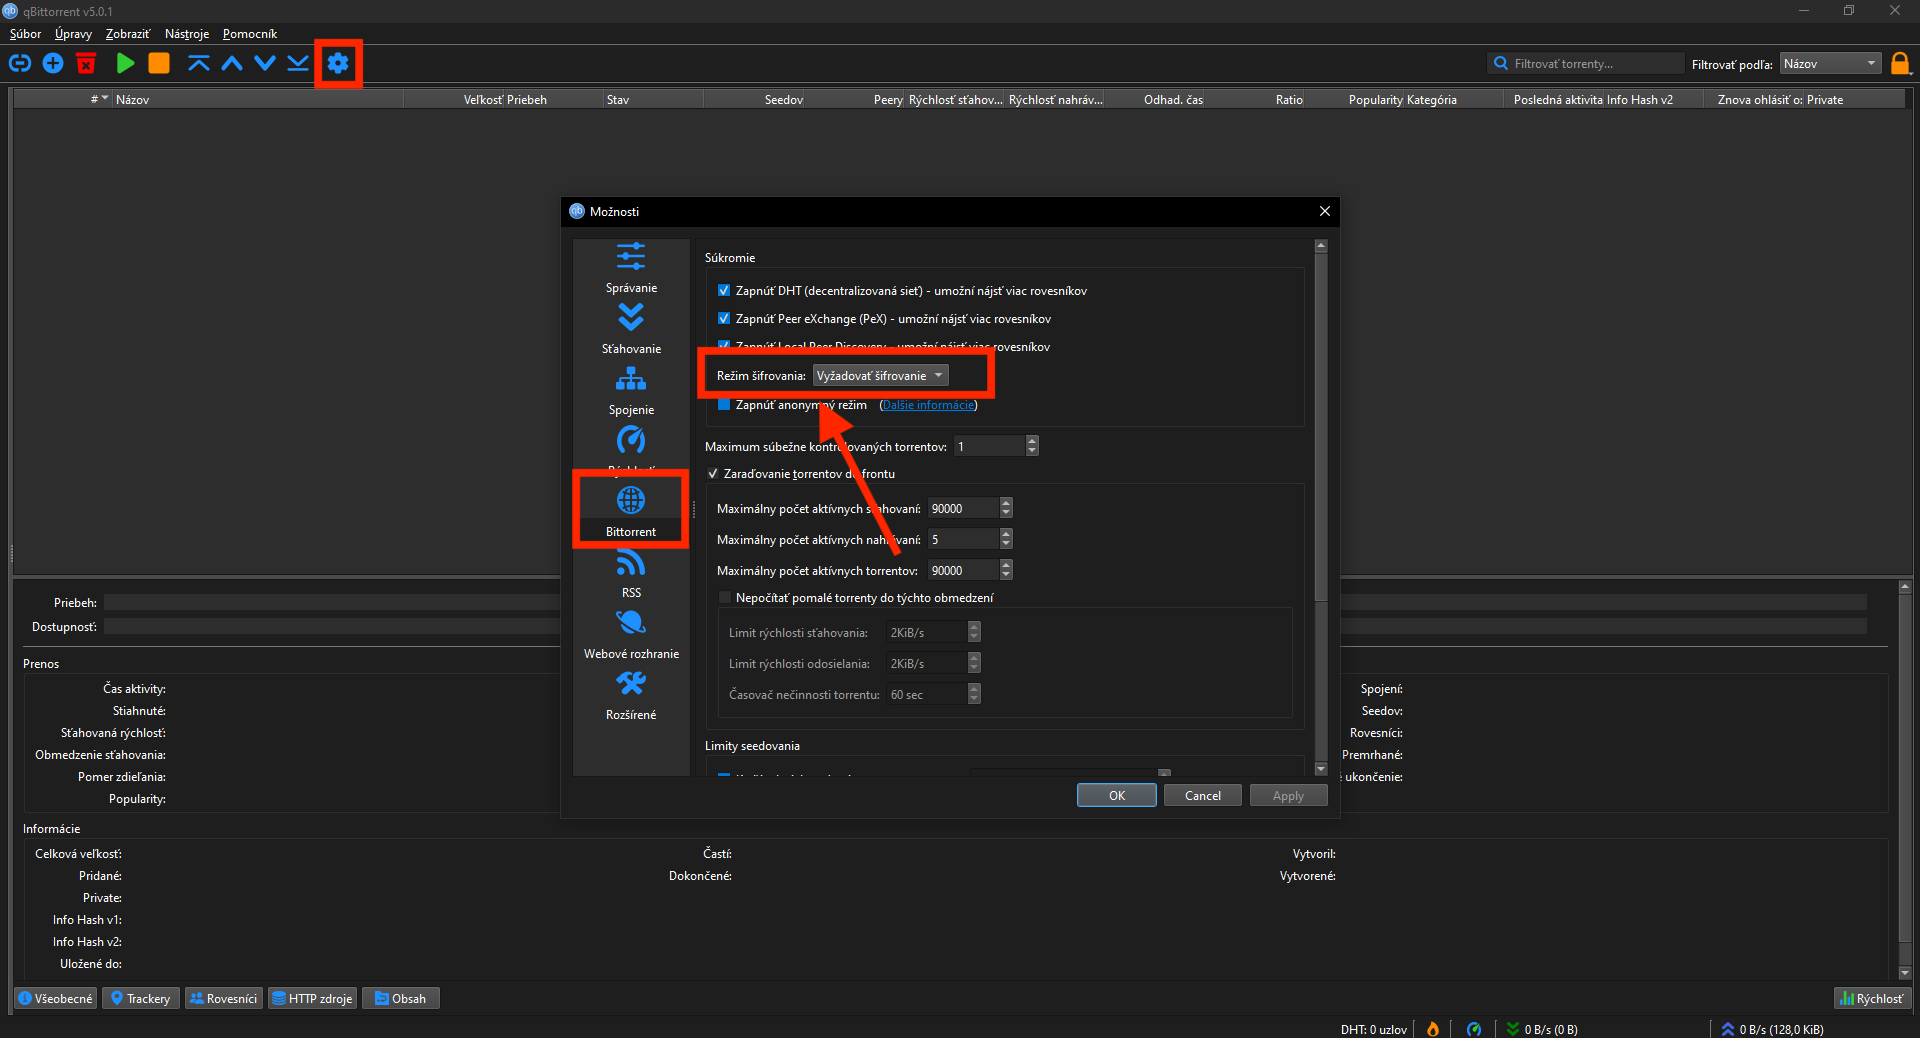 qBittorrent v5.0.1
Súbor Úpravy Zobraziť Nástroje Pomocník
Filtrovať torrenty... Filtrovať podľa: Názov
# Názov Veľkosť Priebeh Stav Seedov Peery Rýchlosť sťahov... Rýchlosť nahráv... Odhad. čas Ratio Popularity Kategória Posledná aktivita Info Hash v2 Znova ohlásiť o: Private
Možnosti
Správanie
Sťahovanie
Spojenie
Bittorrent
RSS
Webové rozhranie
Rozšírené
Súkromie
Zapnúť DHT (decentralizovaná sieť) - umožní nájsť viac rovesníkov
Zapnúť Peer eXchange (PeX) - umožní nájsť viac rovesníkov
Zapnúť Local Peer Discovery - umožní nájsť viac rovesníkov
Režim šifrovania: Vyžadovať šifrovanie
Zapnúť anonymný režim (Ďalšie informácie)
Maximum súbežne kontrolovaných torrentov: 1
Zaraďovanie torrentov do frontu
Maximálny počet aktívnych sťahovaní: 90000
Maximálny počet aktívnych nahrávaní: 5
Maximálny počet aktívnych torrentov: 90000
Nepočítať pomalé torrenty do týchto obmedzení
Limit rýchlosti sťahovania: 2KiB/s
Limit rýchlosti odosielania: 2KiB/s
Časovač nečinnosti torrentu: 60 sec
Limity seedovania
OK Cancel Apply
Priebeh:
Dostupnosť:
Prenos
Čas aktivity:
Stiahnuté:
Sťahovaná rýchlosť:
Obmedzenie sťahovania:
Pomer zdieľania:
Popularity:
Spojení:
Seedov:
Rovesníci:
Premrhané:
ukončenie:
Informácie
Celková veľkosť: Častí: Vytvoril:
Pridané: Dokončené: Vytvorené:
Private:
Info Hash v1:
Info Hash v2:
Uložené do:
Všeobecné Trackery Rovesníci HTTP zdroje Obsah Rýchlosť
DHT: 0 uzlov 0 B/s (0 B) 0 B/s (128,0 KiB)